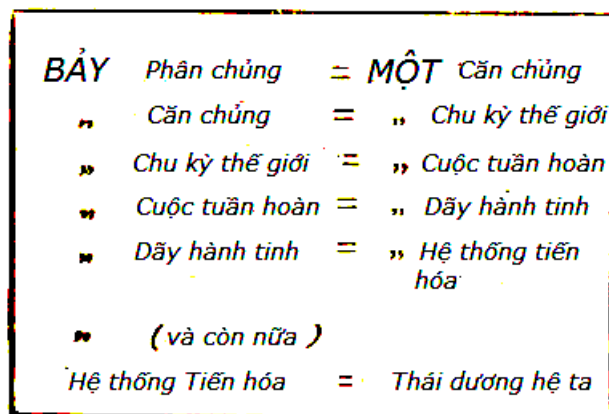 BẢY Phân chủng = MỘT Căn chủng
„ Căn chủng = „ Chu kỳ thế giới
„ Chu kỳ thế giới = „ Cuộc tuần hoàn
„ Cuộc tuần hoàn = „ Dãy hành tinh
„ Dãy hành tinh = „ Hệ thống tiến
hóa
„ (và còn nữa)
Hệ thống Tiến hóa = Thái dương hệ ta